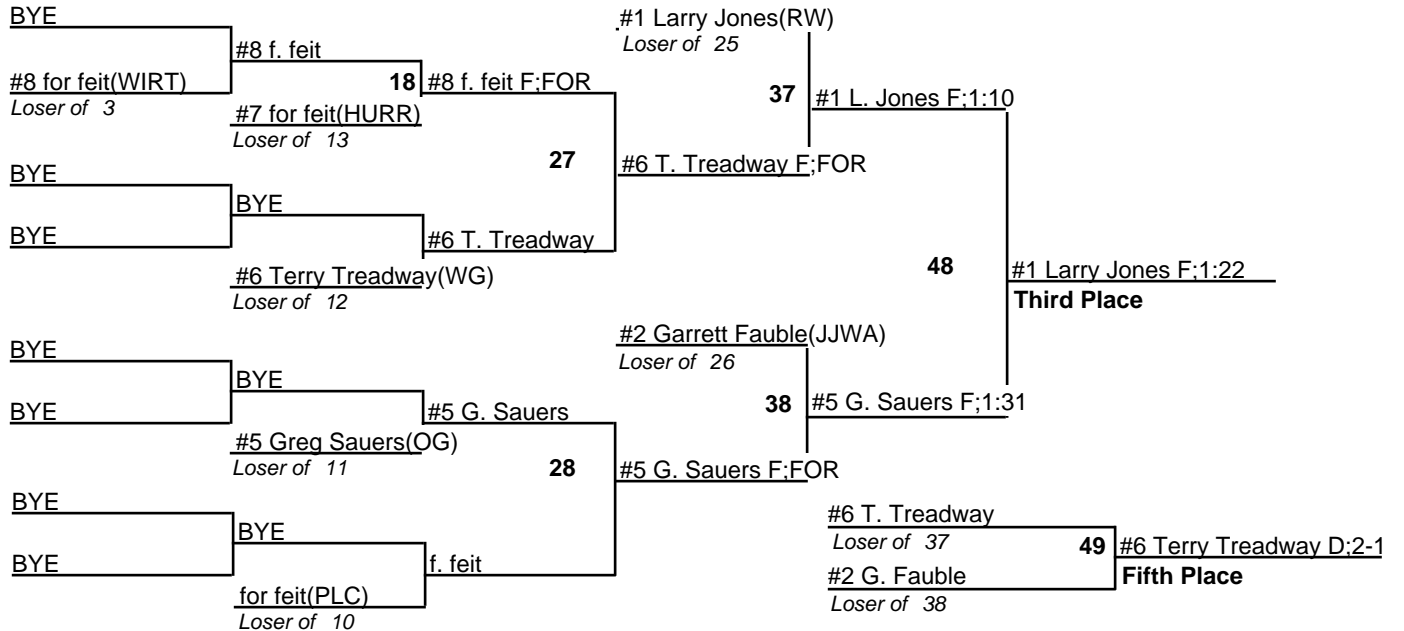 BYE
#8 for feit(WIRT)
Loser of 3
BYE
BYE
BYE
BYE
BYE
BYE
#8 f. feit
#7 for feit(HURR)
Loser of 13
BYE
#6 Terry Treadway(WG)
Loser of 12
BYE
#5 Greg Sauers(OG)
Loser of 11
BYE
for feit(PLC)
Loser of 10
18
#8 f. feit F;FOR
#6 T. Treadway
#5 G. Sauers
f. feit
27
28
#1 Larry Jones(RW)
Loser of 25
#6 T. Treadway F;FOR
#2 Garrett Fauble(JJWA)
Loser of 26
#5 G. Sauers F;FOR
37
#1 L. Jones F;1:10
38
#5 G. Sauers F;1:31
48
#1 Larry Jones F;1:22
Third Place
#6 T. Treadway
Loser of 37
#2 G. Fauble
Loser of 38
49
#6 Terry Treadway D;2-1
Fifth Place